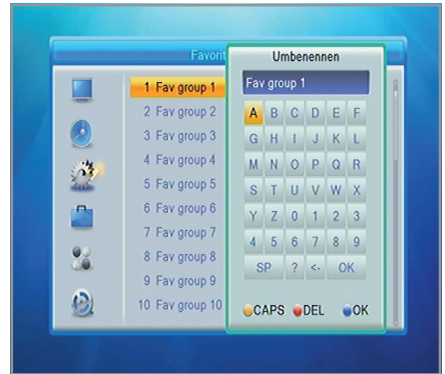 Favorit
1 Fav group 1
2 Fav group 2
3 Fav group 3
4 Fav group 4
5 Fav group 5
6 Fav group 6
7 Fav group 7
8 Fav group 8
9 Fav group 9
10 Fav group 10
Umbenennen
Fav group 1
A B C D E F
G H I J K L
M N O P Q R
S T U V W X
Y Z 0 1 2 3
4 5 6 7 8 9
SP ? <- OK
CAPS DEL OK